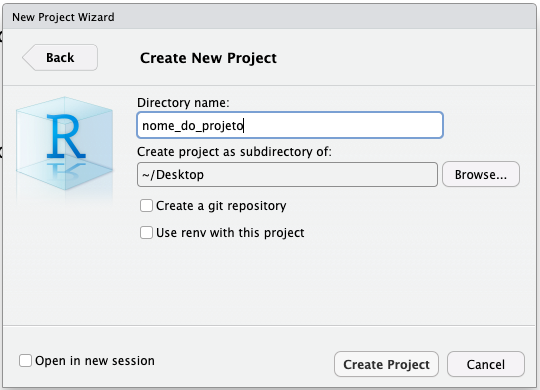 New Project Wizard
Back
Create New Project
R
Directory name:
nome_do_projeto
Create project as subdirectory of:
~/Desktop
Browse...
Create a git repository
Use renv with this project
Open in new session
Create Project
Cancel